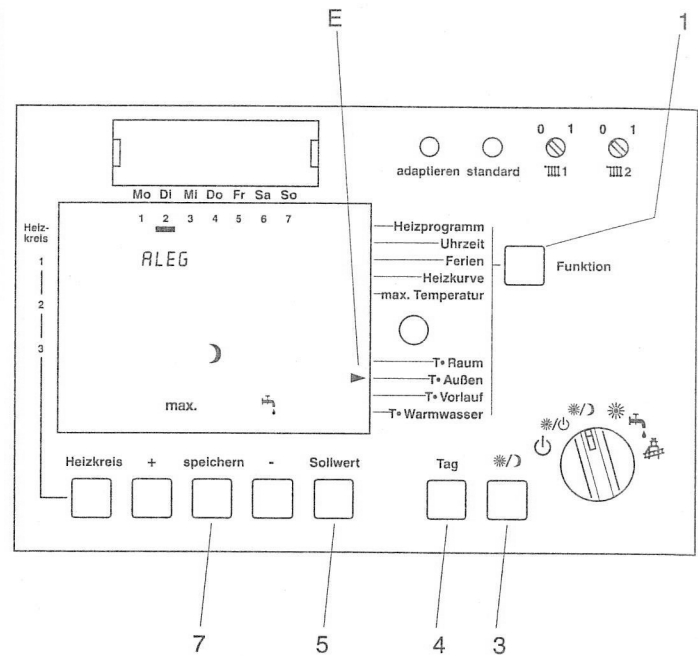 E
1
0 1
0 1
1
2
adaptieren standard
Mo Di Mi Do Fr Sa So
1 2 3 4 5 6 7
Heiz-
kreis
1
2
3
ALEG
max.
Heizprogramm
Uhrzeit
Ferien
Heizkurve
max. Temperatur
T• Raum
T• Außen
T• Vorlauf
T• Warmwasser
Funktion
Heizkreis + speichern - Sollwert
Tag
7
5
4
3